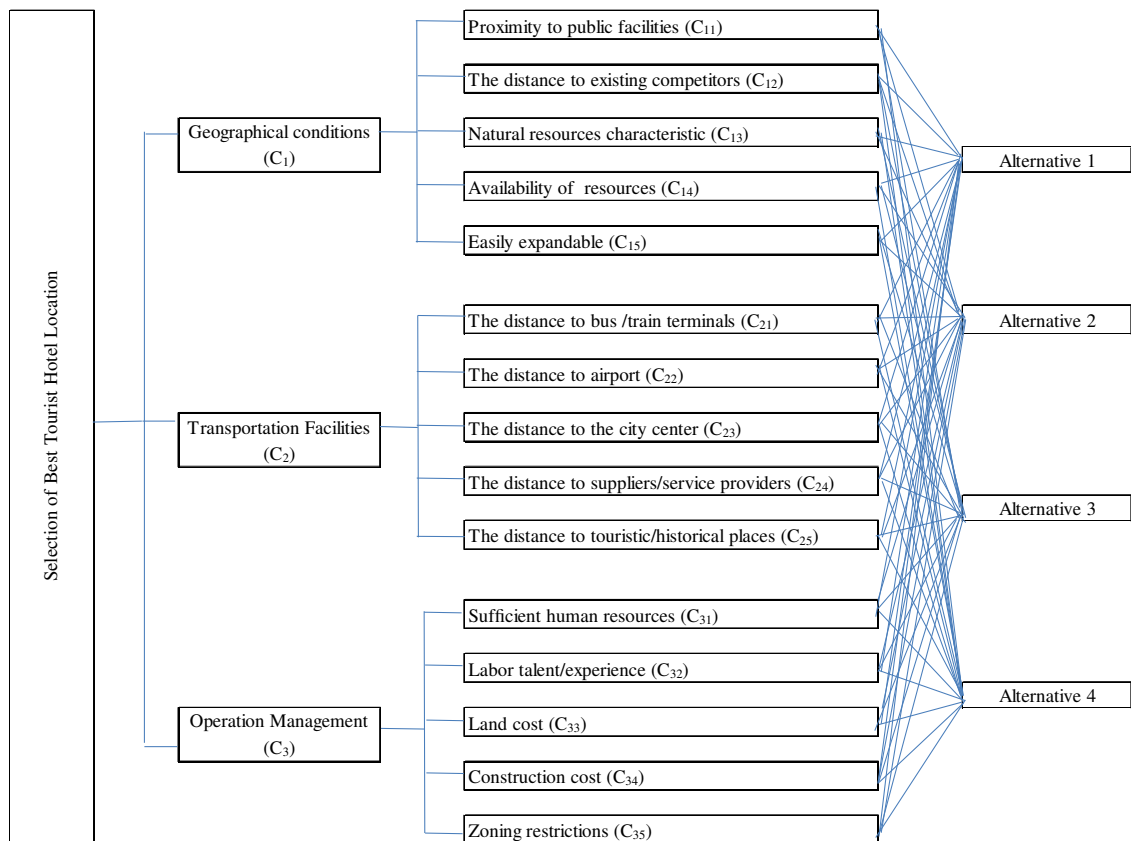 Selection of Best Tourist Hotel Location
Geographical conditions
(C₁)
Proximity to public facilities (C₁₁)
The distance to existing competitors (C₁₂)
Natural resources characteristic (C₁₃)
Availability of resources (C₁₄)
Easily expandable (C₁₅)
Transportation Facilities
(C₂)
The distance to bus /train terminals (C₂₁)
The distance to airport (C₂₂)
The distance to the city center (C₂₃)
The distance to suppliers/service providers (C₂₄)
The distance to touristic/historical places (C₂₅)
Operation Management
(C₃)
Sufficient human resources (C₃₁)
Labor talent/experience (C₃₂)
Land cost (C₃₃)
Construction cost (C₃₄)
Zoning restrictions (C₃₅)
Alternative 1
Alternative 2
Alternative 3
Alternative 4